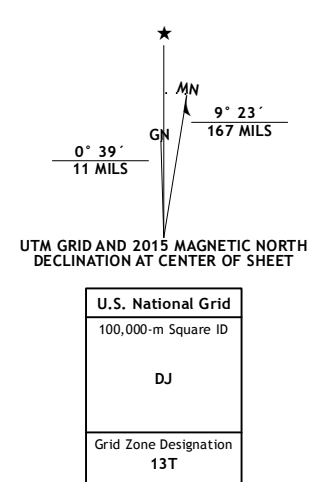 ★
MN
GN
9° 23´
167 MILS
0° 39´
11 MILS
UTM GRID AND 2015 MAGNETIC NORTH
DECLINATION AT CENTER OF SHEET
U.S. National Grid
100,000-m Square ID
DJ
Grid Zone Designation
13T